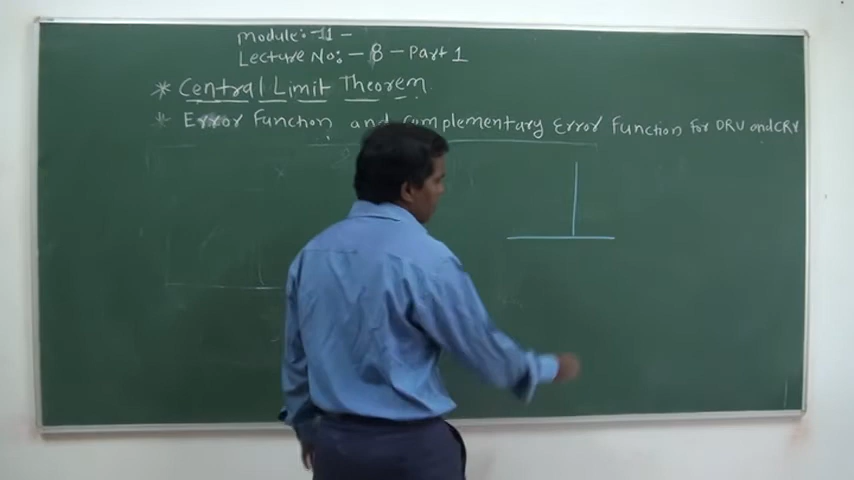 Module:-11-
Lecture No:- 8 - Part 1
* Central Limit Theorem
* Error Function and Complementary Error Function for DRV and CRV